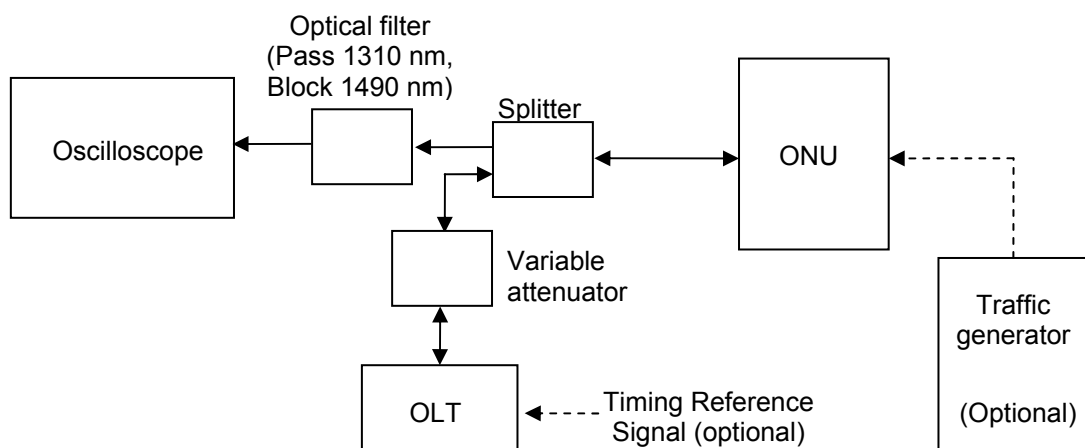 Optical filter
(Pass 1310 nm,
Block 1490 nm)
Splitter
Oscilloscope
ONU
Variable
attenuator
Traffic
generator
(Optional)
OLT
Timing Reference
Signal (optional)